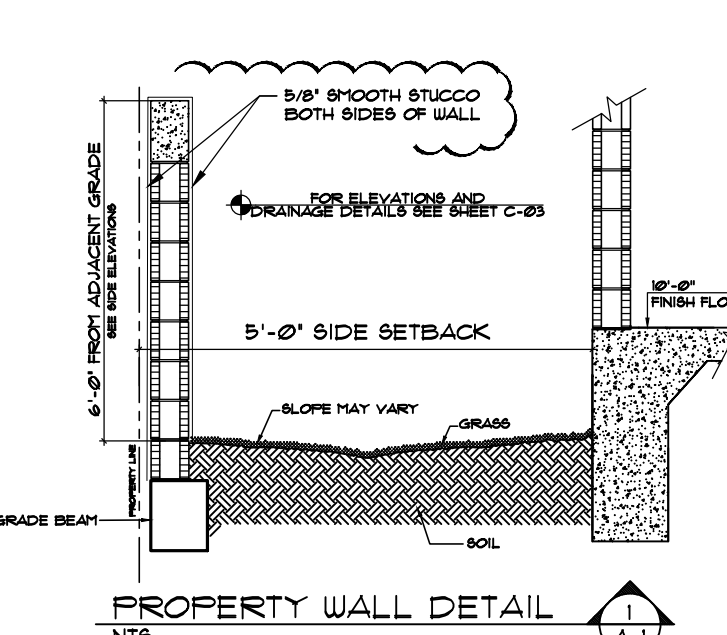 5/8" SMOOTH STUCCO
BOTH SIDES OF WALL
6'-0" FROM ADJACENT GRADE
SEE SIDE ELEVATIONS
FOR ELEVATIONS AND
DRAINAGE DETAILS SEE SHEET C-03
10'-0"
FINISH FLO
5'-0" SIDE SETBACK
SLOPE MAY VARY
GRASS
PROPERTY LINE
GRADE BEAM
SOIL
PROPERTY WALL DETAIL
1
NTS
A-1